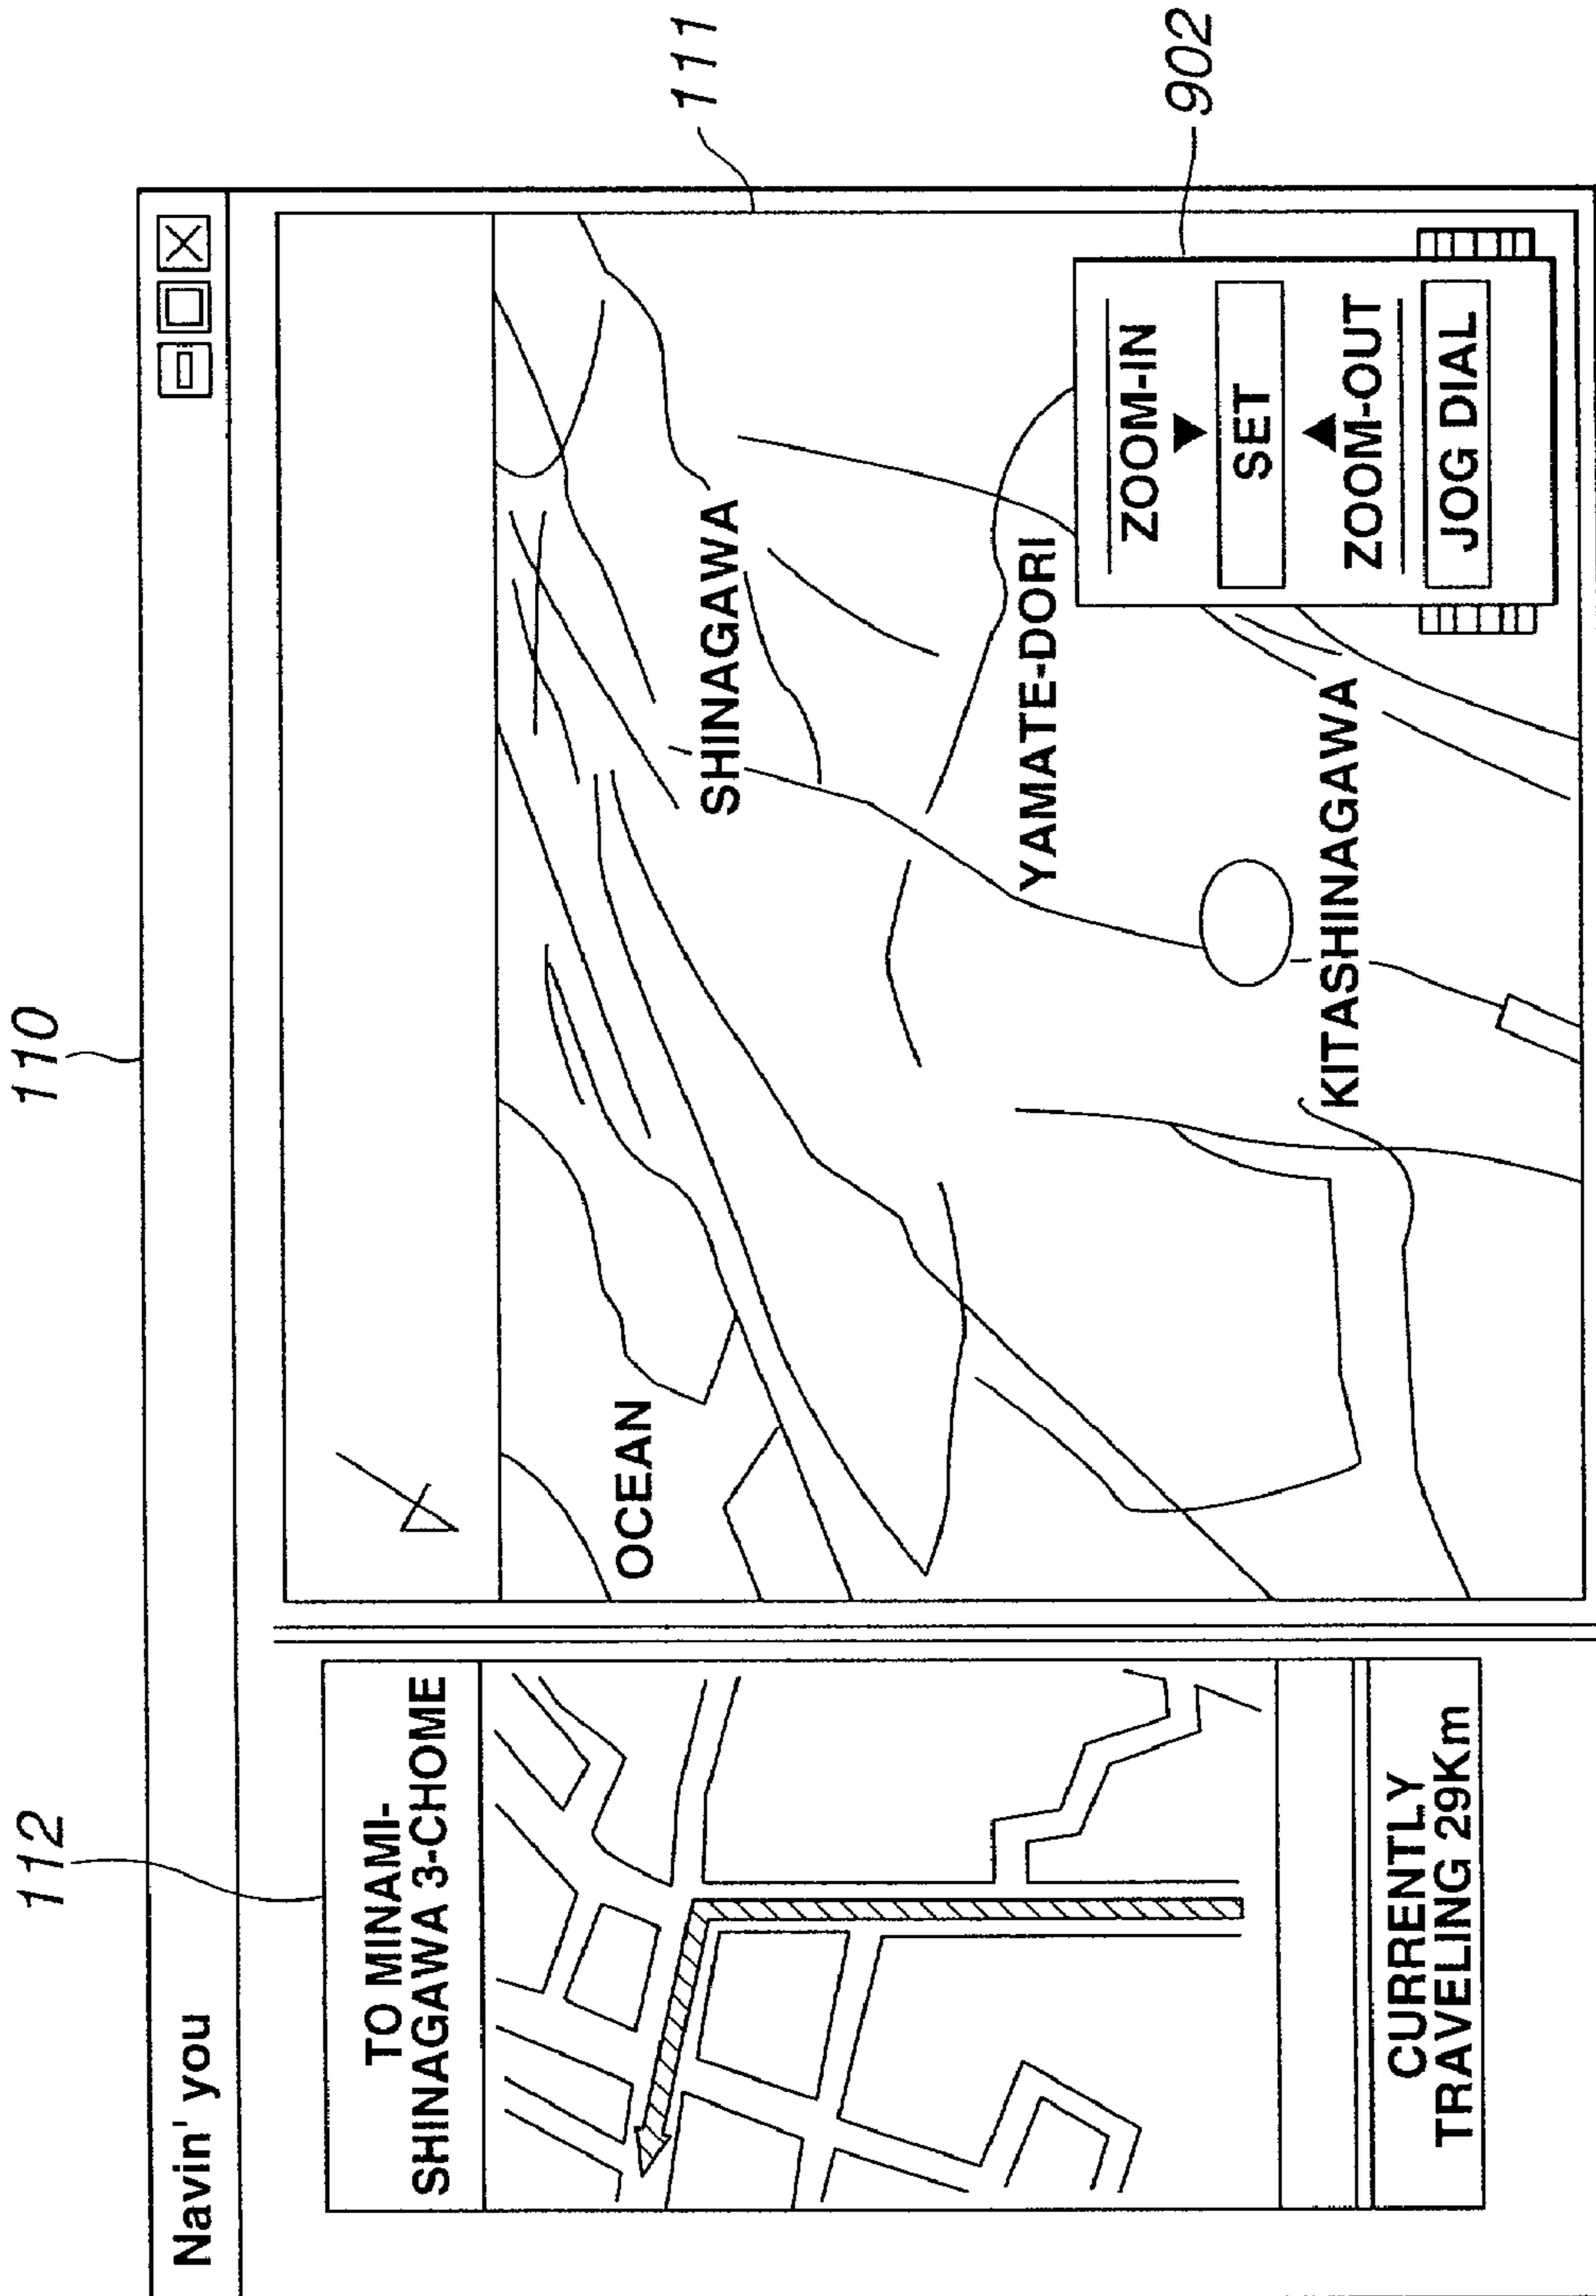 110
112
111
902
Navin' you
TO MINAMI-
SHINAGAWA 3-CHOME
CURRENTLY
TRAVELING 29Km
OCEAN
SHINAGAWA
YAMATE-DORI
KITASHINAGAWA
ZOOM-IN
SET
ZOOM-OUT
JOG DIAL